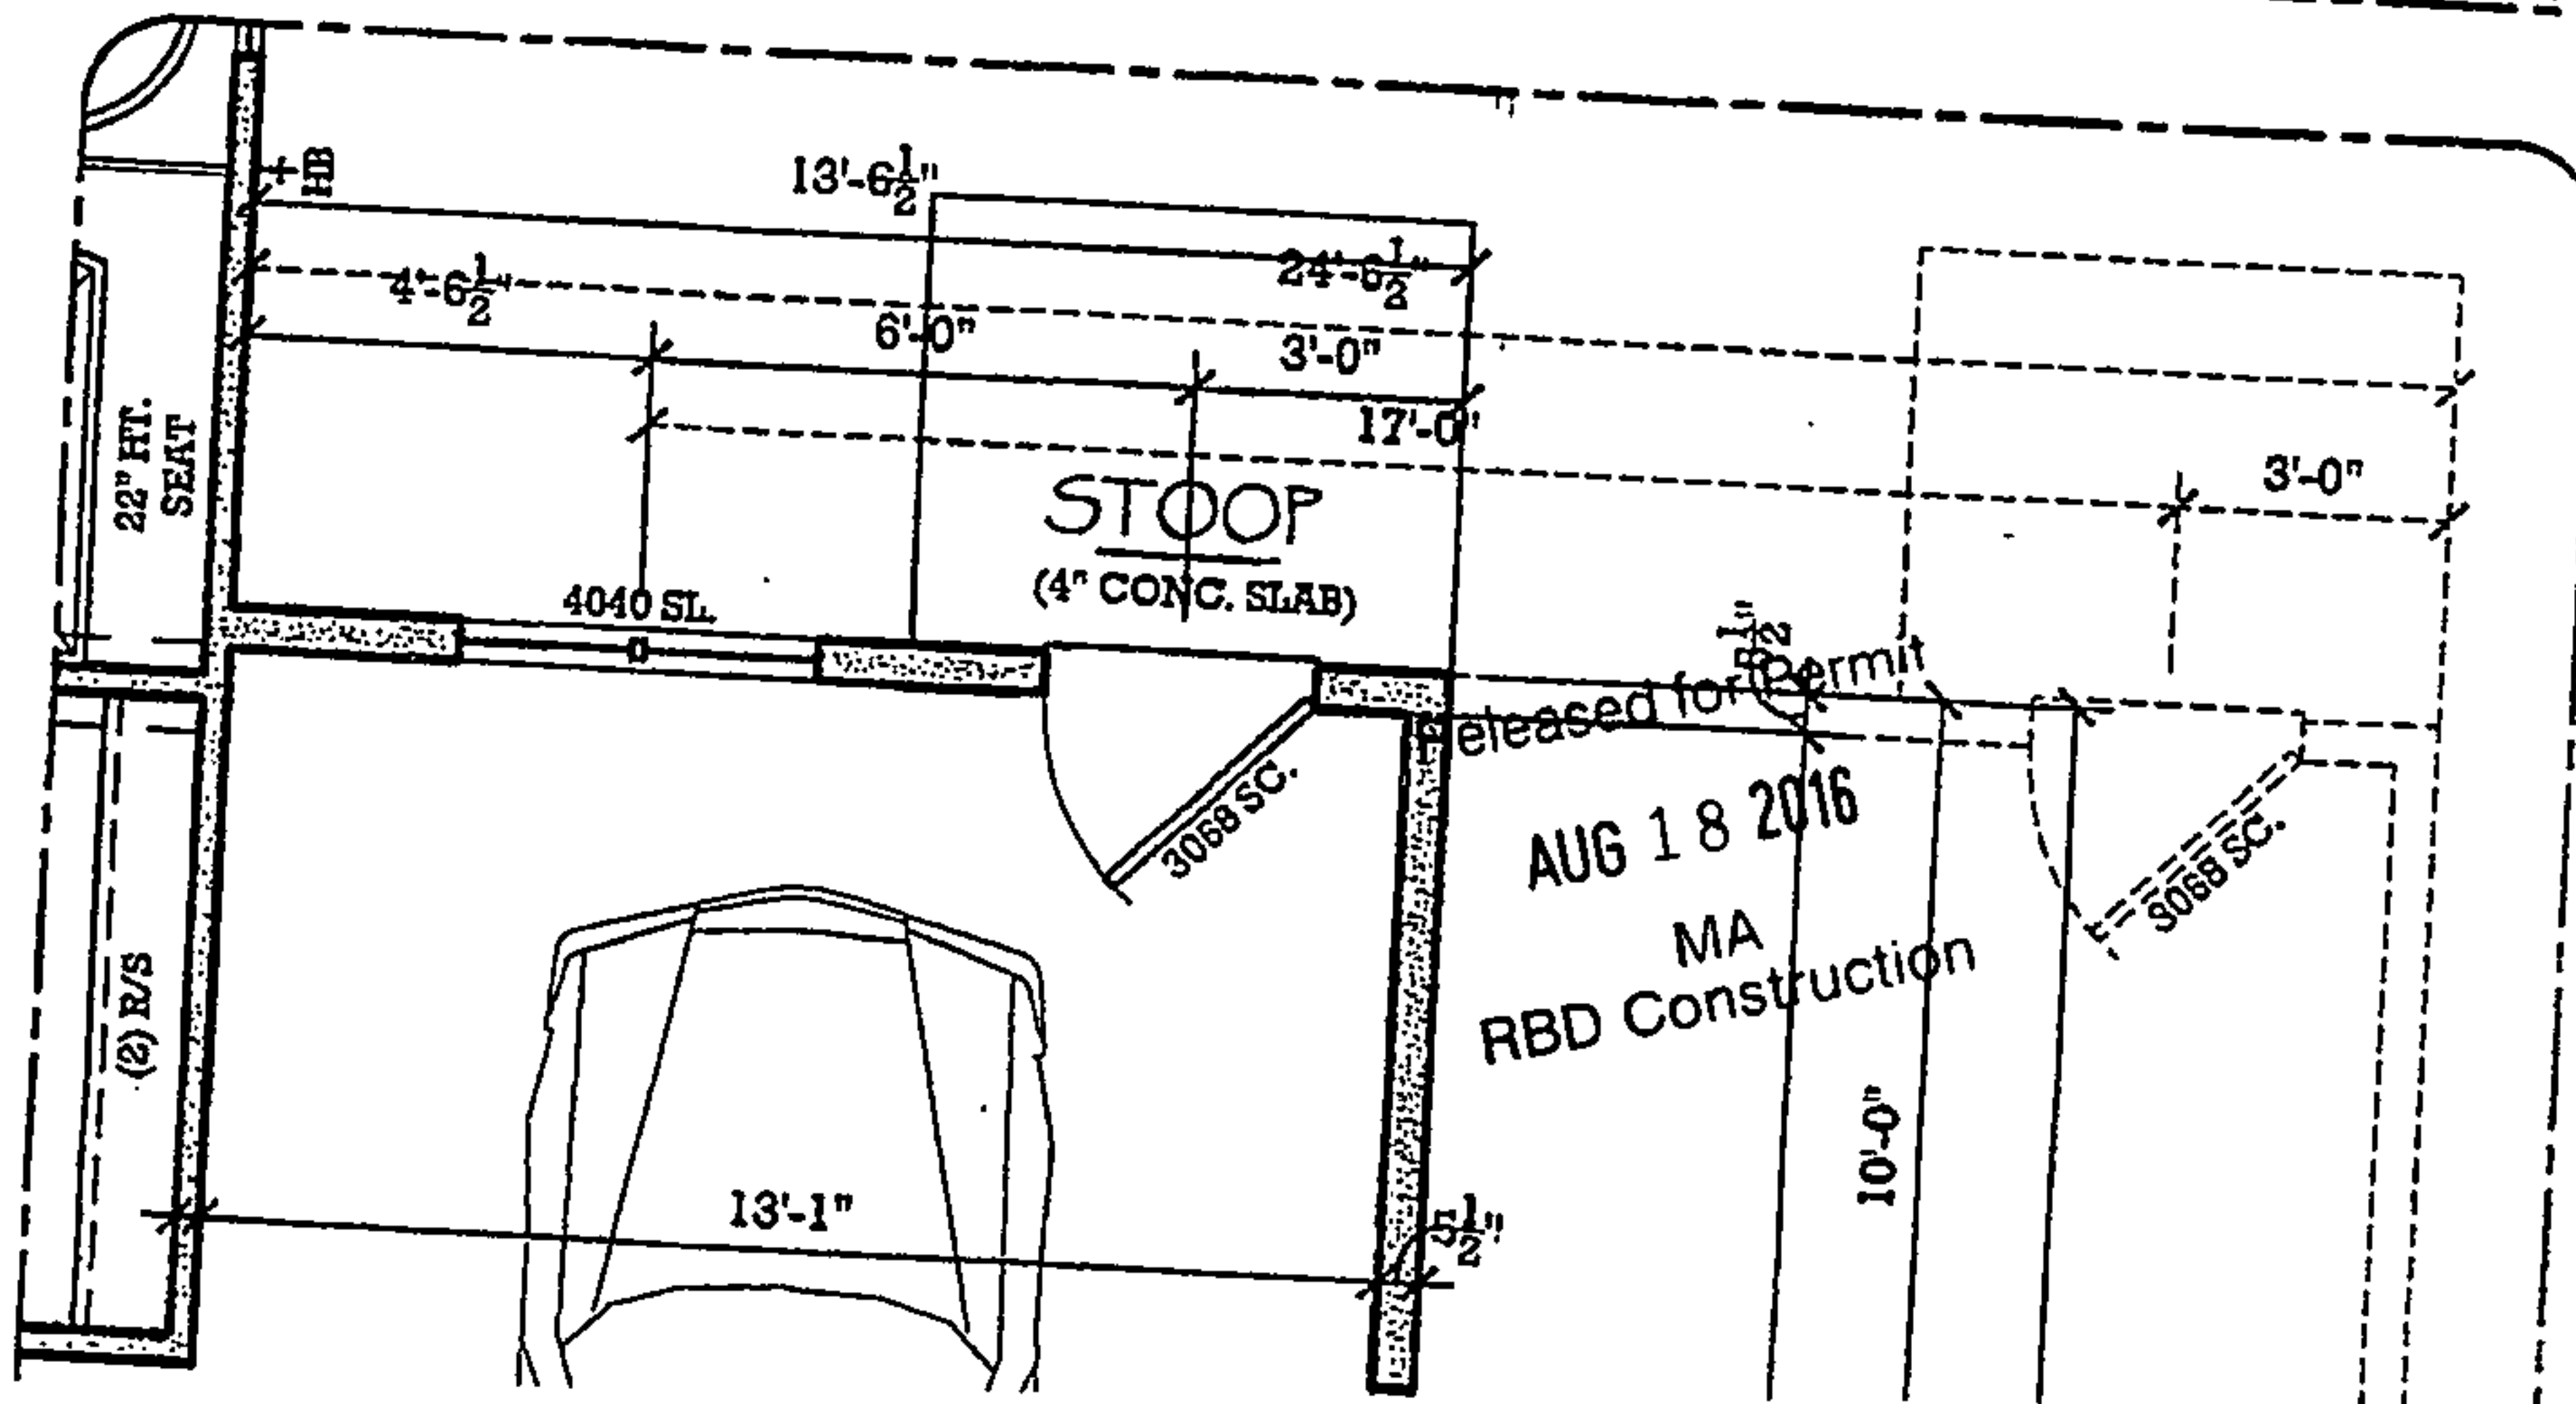 HB
13'-6½"
24'-6½"
4'-6½"
6'-0"
3'-0"
17'-0"
3'-0"
22" HT.
SEAT
STOOP
(4" CONC. SLAB)
4040 SL.
Released for Permit
AUG 18 2016
MA
RBD Construction
3068 SC.
3068 SC.
(2) R/S
10'-0"
13'-1"
5½"